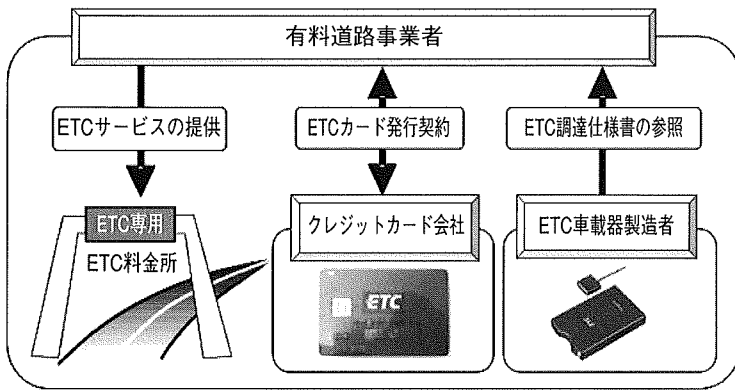 有料道路事業者
ETCサービスの提供
ETCカード発行契約
ETC調達仕様書の参照
ETC専用
ETC料金所
クレジットカード会社
ETC車載器製造者
ETC